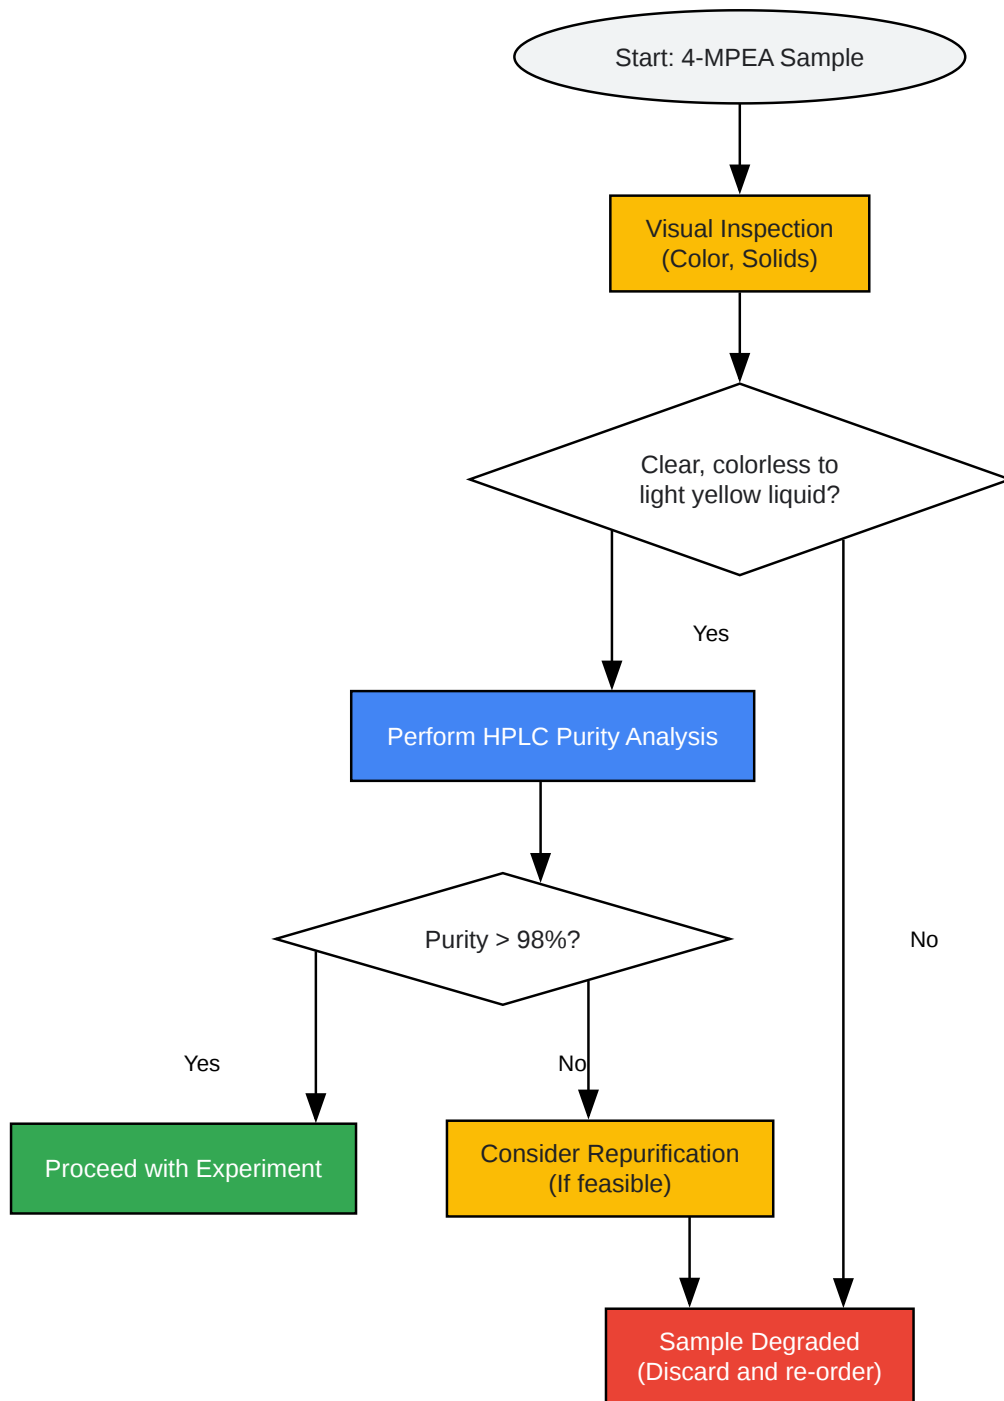 Start: 4-MPEA Sample
Visual Inspection
(Color, Solids)
Clear, colorless to
light yellow liquid?
Yes
Perform HPLC Purity Analysis
Purity > 98%?
No
Yes
No
Proceed with Experiment
Consider Repurification
(If feasible)
Sample Degraded
(Discard and re-order)